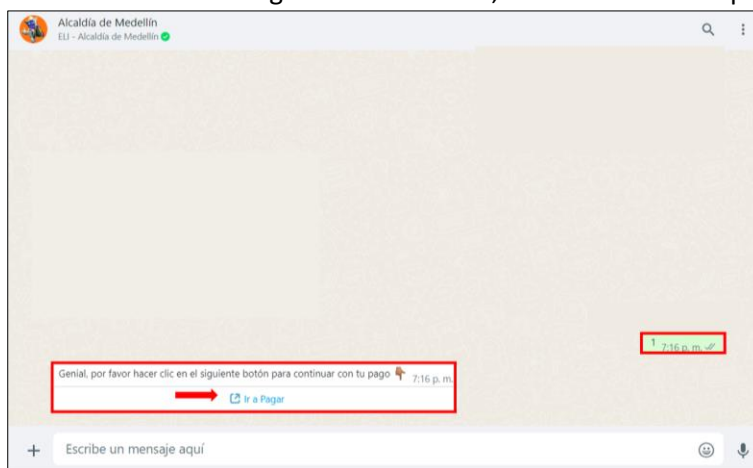 Alcaldía de Medellín
ELI - Alcaldía de Medellín
1 7:16 p. m.
Genial, por favor hacer clic en el siguiente botón para continuar con tu pago 7:16 p. m.
Ir a Pagar
Escribe un mensaje aquí